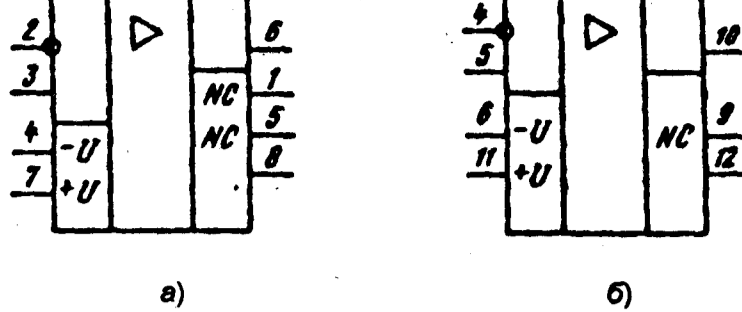 2 6
3 NC 1
4 -U NC 5
7 +U 8
4 10
5
6 -U NC 9
11 +U 12
а) б)